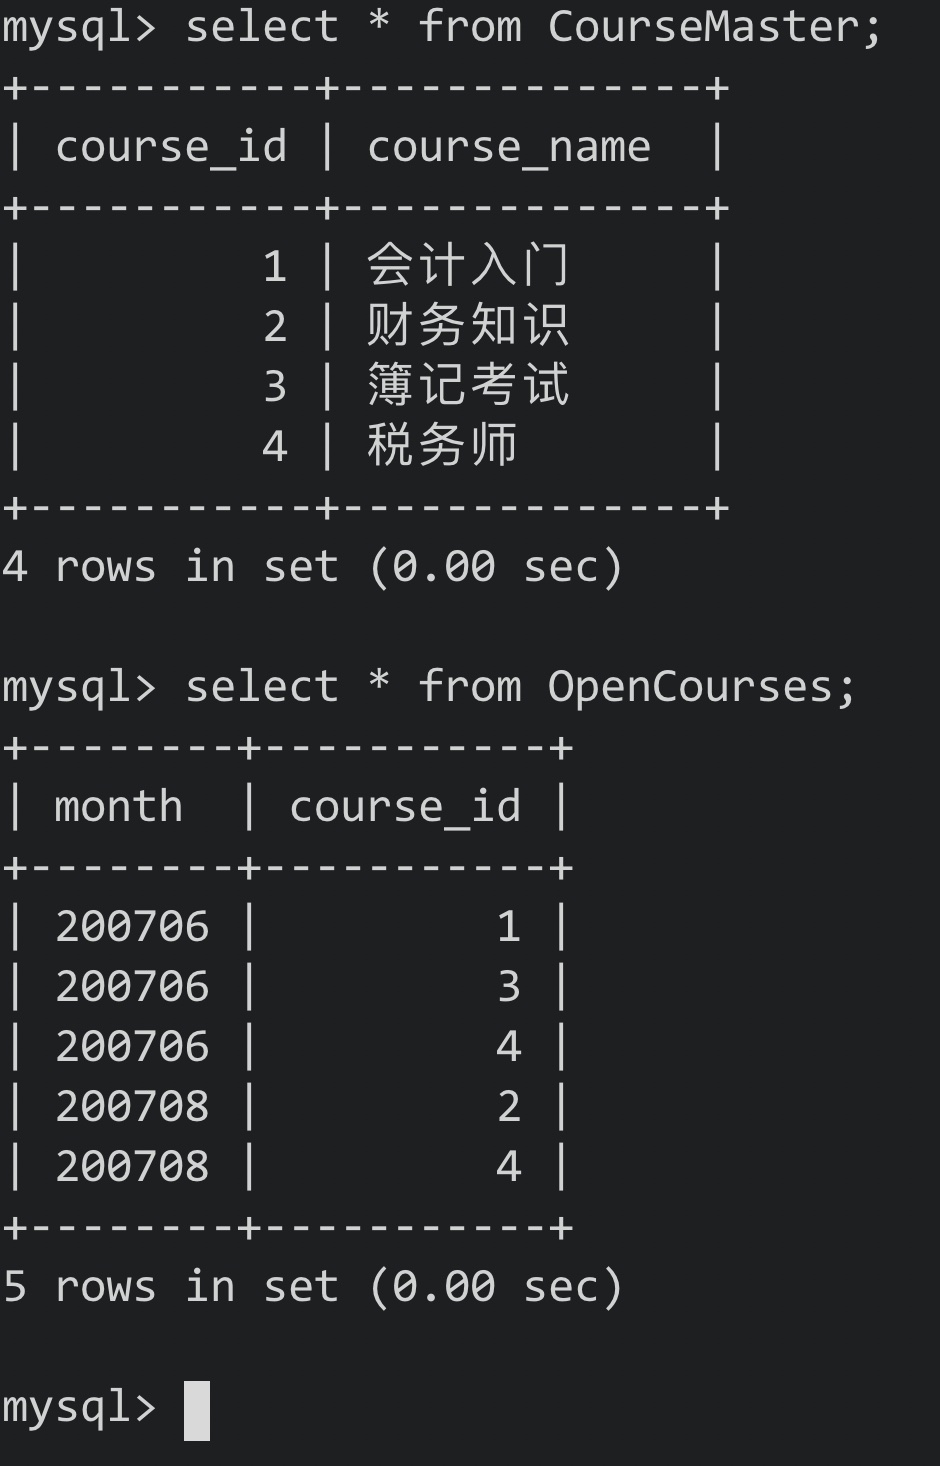 mysql> select * from CourseMaster;
+-----------+--------------+
| course_id | course_name  |
+-----------+--------------+
|         1 | 会计入门     |
|         2 | 财务知识     |
|         3 | 簿记考试     |
|         4 | 税务师       |
+-----------+--------------+
4 rows in set (0.00 sec)

mysql> select * from OpenCourses;
+--------+-----------+
| month  | course_id |
+--------+-----------+
| 200706 |         1 |
| 200706 |         3 |
| 200706 |         4 |
| 200708 |         2 |
| 200708 |         4 |
+--------+-----------+
5 rows in set (0.00 sec)

mysql>